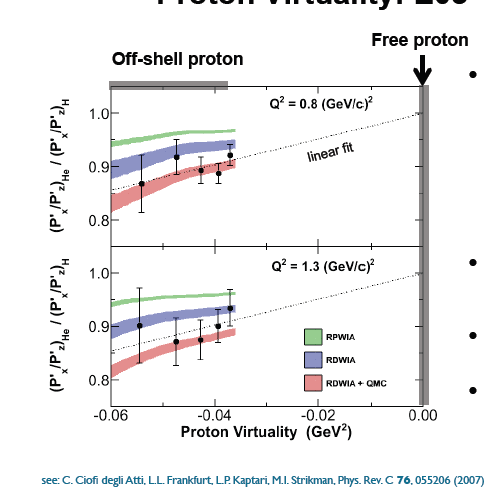 Off-shell proton
Free proton
(P'x/P'z)He / (P'x/P'z)H
Q² = 0.8 (GeV/c)²
linear fit
1.0
0.9
0.8
(P'x/P'z)He / (P'x/P'z)H
Q² = 1.3 (GeV/c)²
1.0
0.9
0.8
RPWIA
RDWIA
RDWIA + QMC
-0.06 -0.04 -0.02 0.00
Proton Virtuality (GeV²)
see: C. Ciofi degli Atti, L.L. Frankfurt, L.P. Kaptari, M.I. Strikman, Phys. Rev. C 76, 055206 (2007)